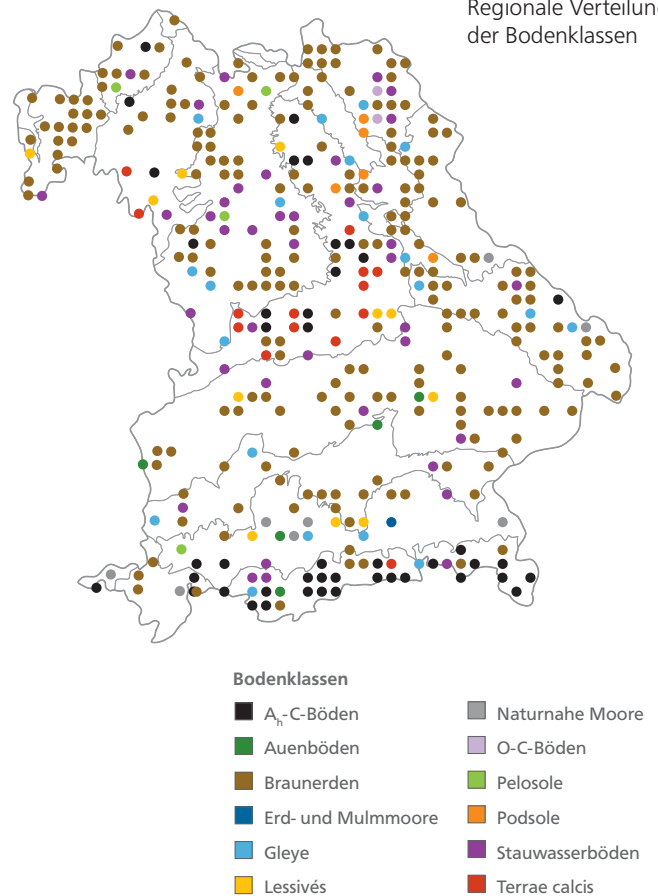 Regionale Verteilun
der Bodenklassen
Bodenklassen
Aₕ-C-Böden
Auenböden
Braunerden
Erd- und Mulmmoore
Gleye
Lessivés
Naturnahe Moore
O-C-Böden
Pelosole
Podsole
Stauwasserböden
Terrae calcis